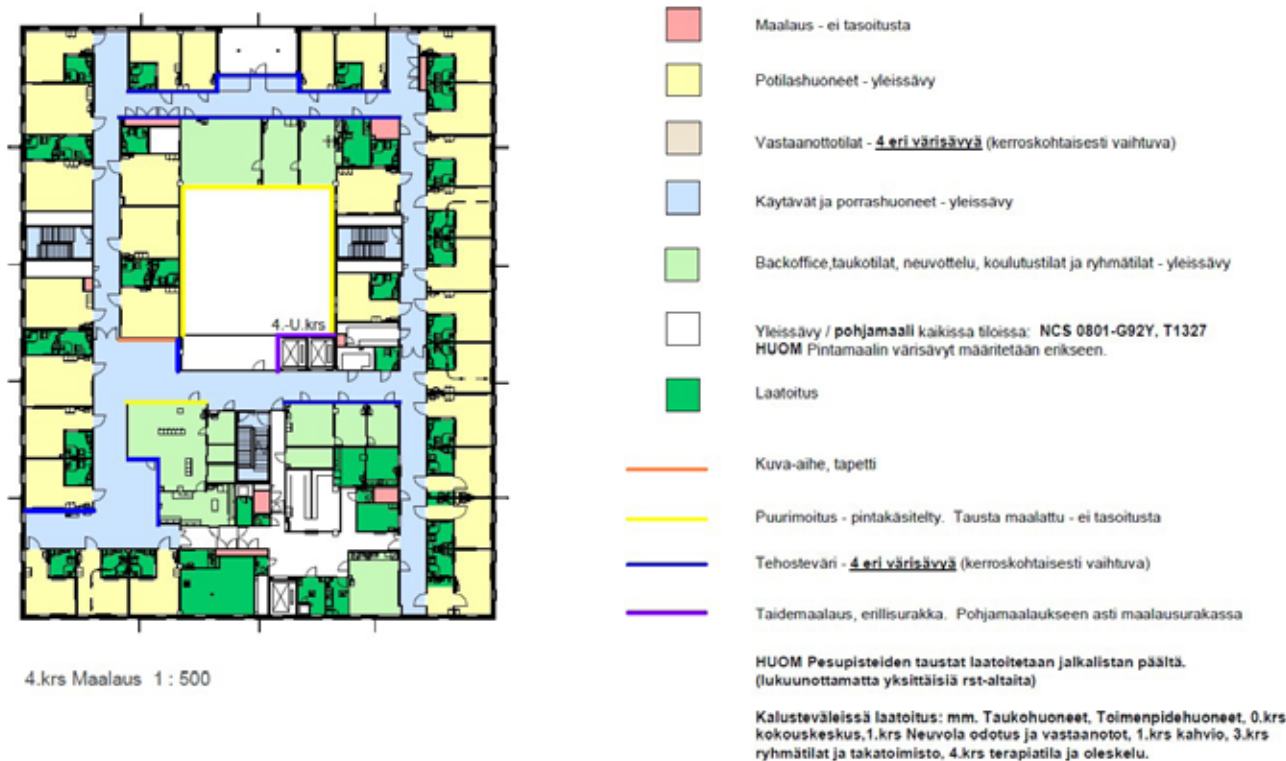 Maalaus - ei tasoitusta
Potilashuoneet - yleissävy
Vastaanottotilat - 4 eri värisävyä (kerroskohtaisesti vaihtuva)
Käytävät ja porrashuoneet - yleissävy
Backoffice,taukotilat, neuvottelu, koulutustilat ja ryhmätilat - yleissävy
4.-U.krs
Yleissävy / pohjamaali kaikissa tiloissa: NCS 0801-G92Y, T1327
HUOM Pintamaalin värisävyt määritetään erikseen.
Laatoitus
Kuva-aihe, tapetti
Puurimoitus - pintakäsitelty. Tausta maalattu - ei tasoitusta
Tehosteväri - 4 eri värisävyä (kerroskohtaisesti vaihtuva)
Taidemaalaus, erillisurakka. Pohjamaalaukseen asti maalausurakassa
4.krs Maalaus 1 : 500
HUOM Pesupisteiden taustat laatoitetaan jalkalistan päältä.
(lukuunottamatta yksittäisiä rst-altaita)
Kalusteväleissä laatoitus: mm. Taukohuoneet, Toimenpidehuoneet, 0.krs
kokouskeskus,1.krs Neuvola odotus ja vastaanotot, 1.krs kahvio, 3.krs
ryhmätilat ja takatoimisto, 4.krs terapiatila ja oleskelu.